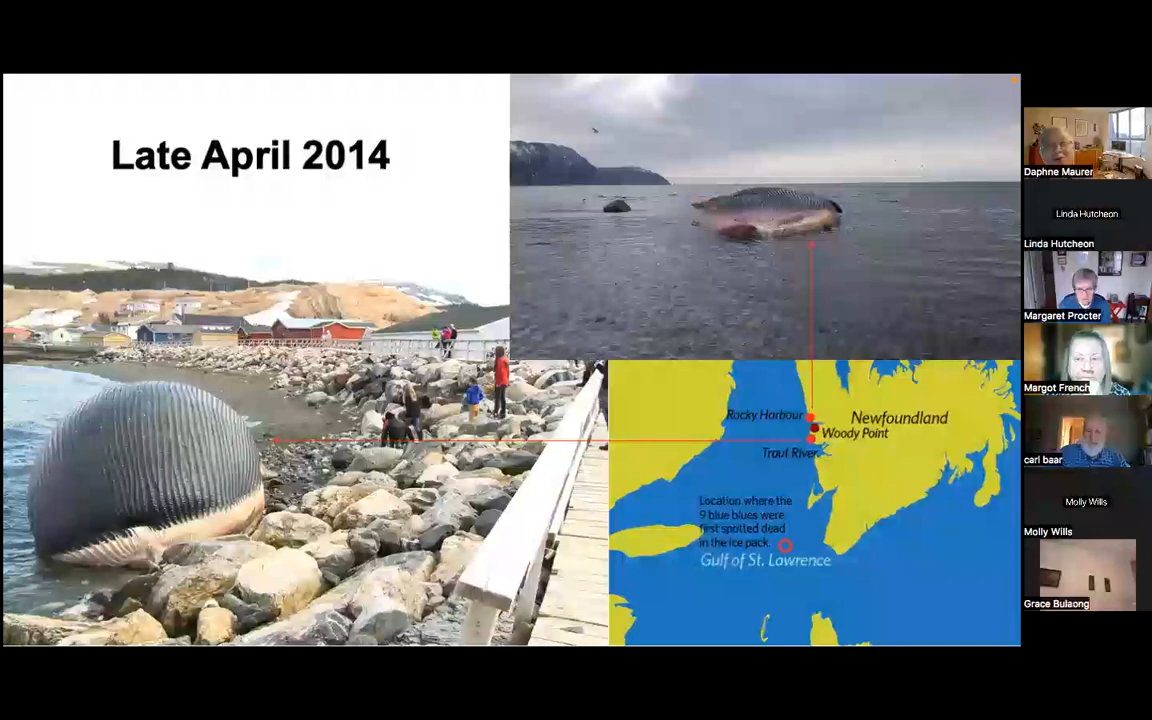 Late April 2014
Rocky Harbour
Newfoundland
Woody Point
Trout River
Location where the
9 blue blues were
first spotted dead
in the ice pack.
Gulf of St. Lawrence
Daphne Maurer
Linda Hutcheon
Linda Hutcheon
Margaret Procter
Margot French
carl baar
Molly Wills
Molly Wills
Grace Bulaong